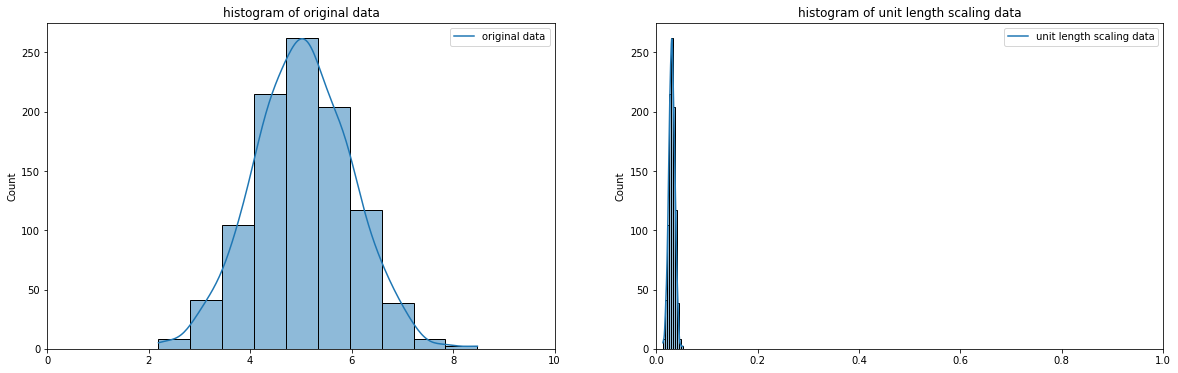 histogram of original data
original data
Count
250
200
150
100
50
0
0 2 4 6 8 10
histogram of unit length scaling data
unit length scaling data
Count
250
200
150
100
50
0
0.0 0.2 0.4 0.6 0.8 1.0